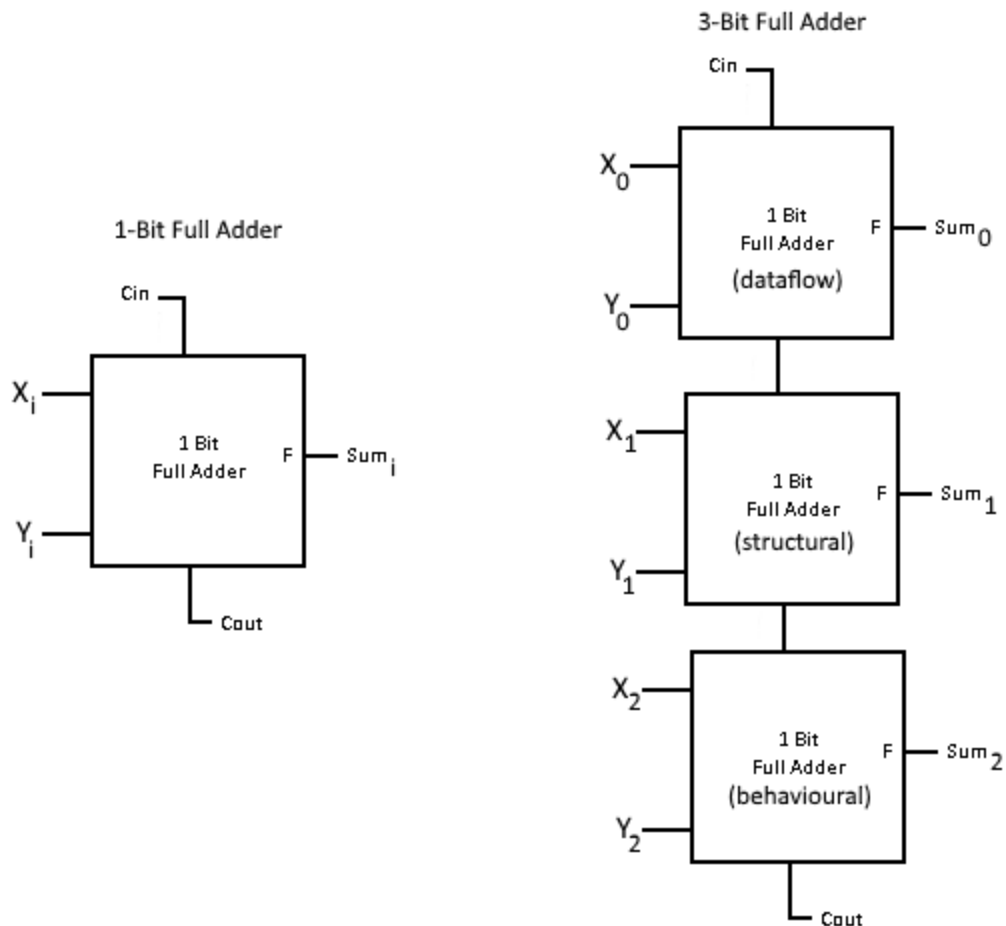 1-Bit Full Adder
Cin
Xi
1 Bit
Full Adder
F
Sumi
Yi
Cout
3-Bit Full Adder
Cin
X0
1 Bit
Full Adder
(dataflow)
F
Sum0
Y0
X1
1 Bit
Full Adder
(structural)
F
Sum1
Y1
X2
1 Bit
Full Adder
(behavioural)
F
Sum2
Y2
Cout